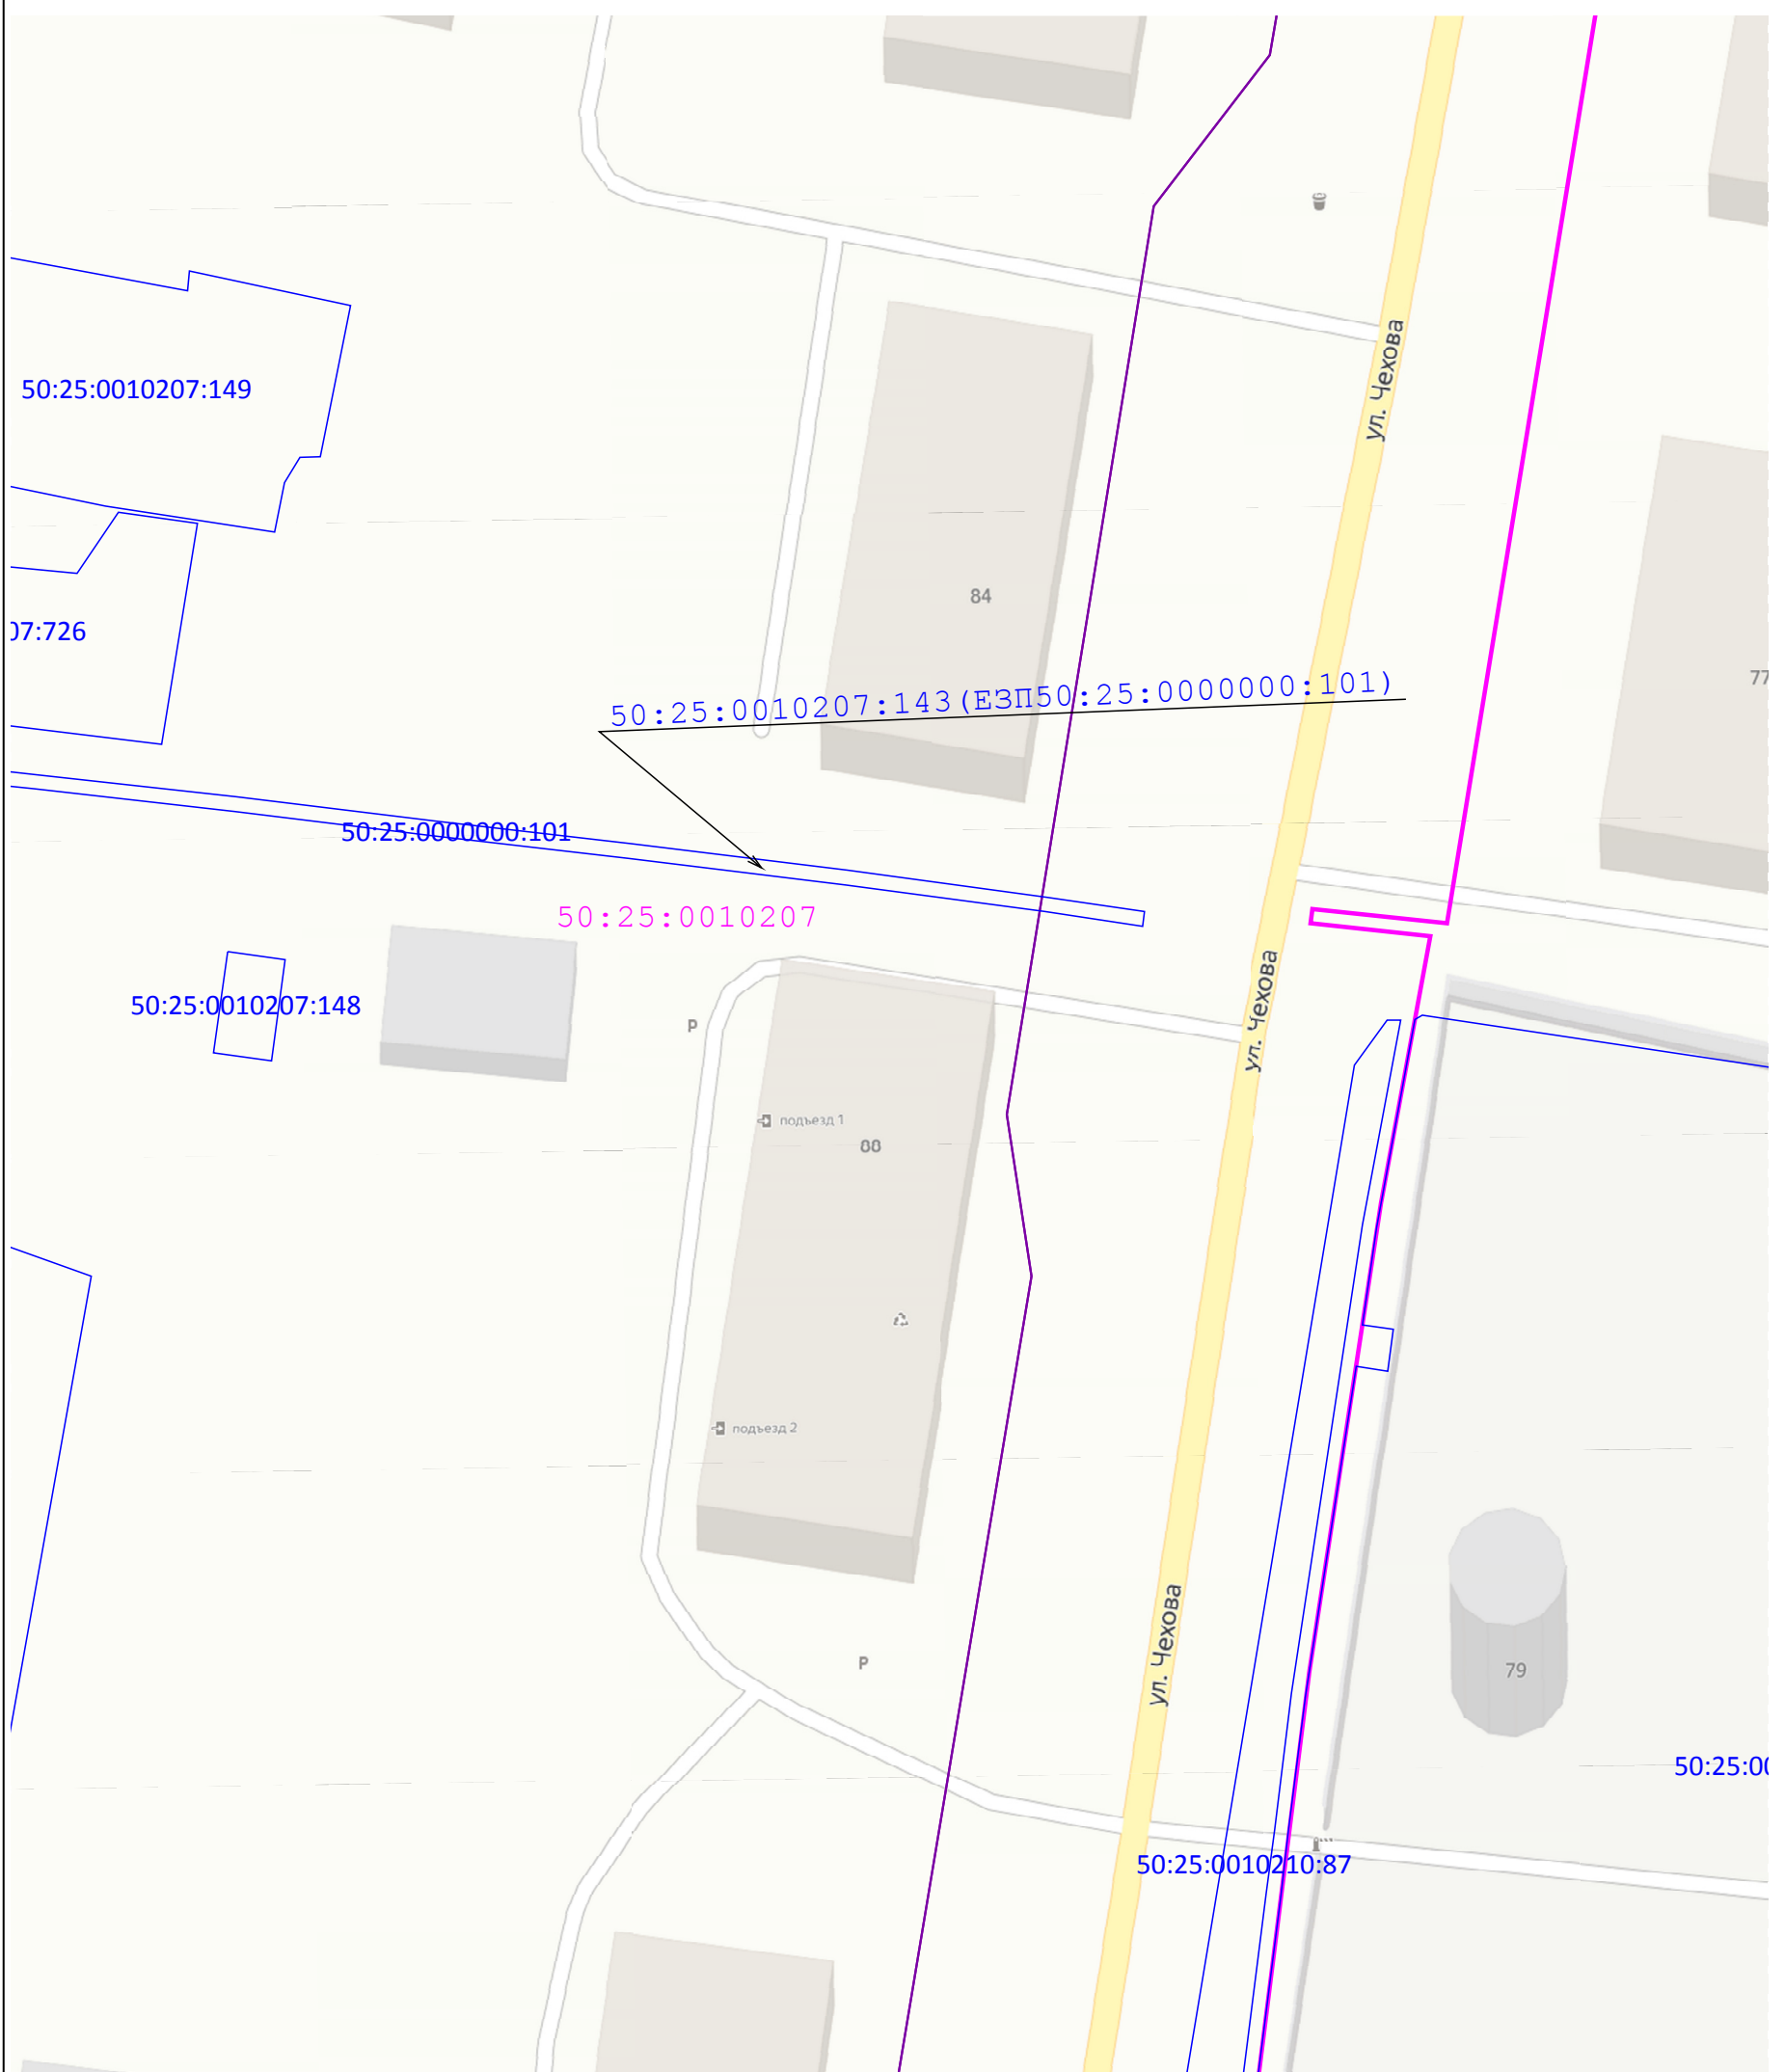 ул. Чехова
50:25:0010207:149
84
07:726
77
50:25:0010207:143(ЕЗП50:25:0000000:101)
50:25:0000000:101
50:25:0010207
50:25:0010207:148
P
ул. Чехова
подъезд 1
88
подъезд 2
ул. Чехова
P
79
50:25:00
50:25:0010210:87